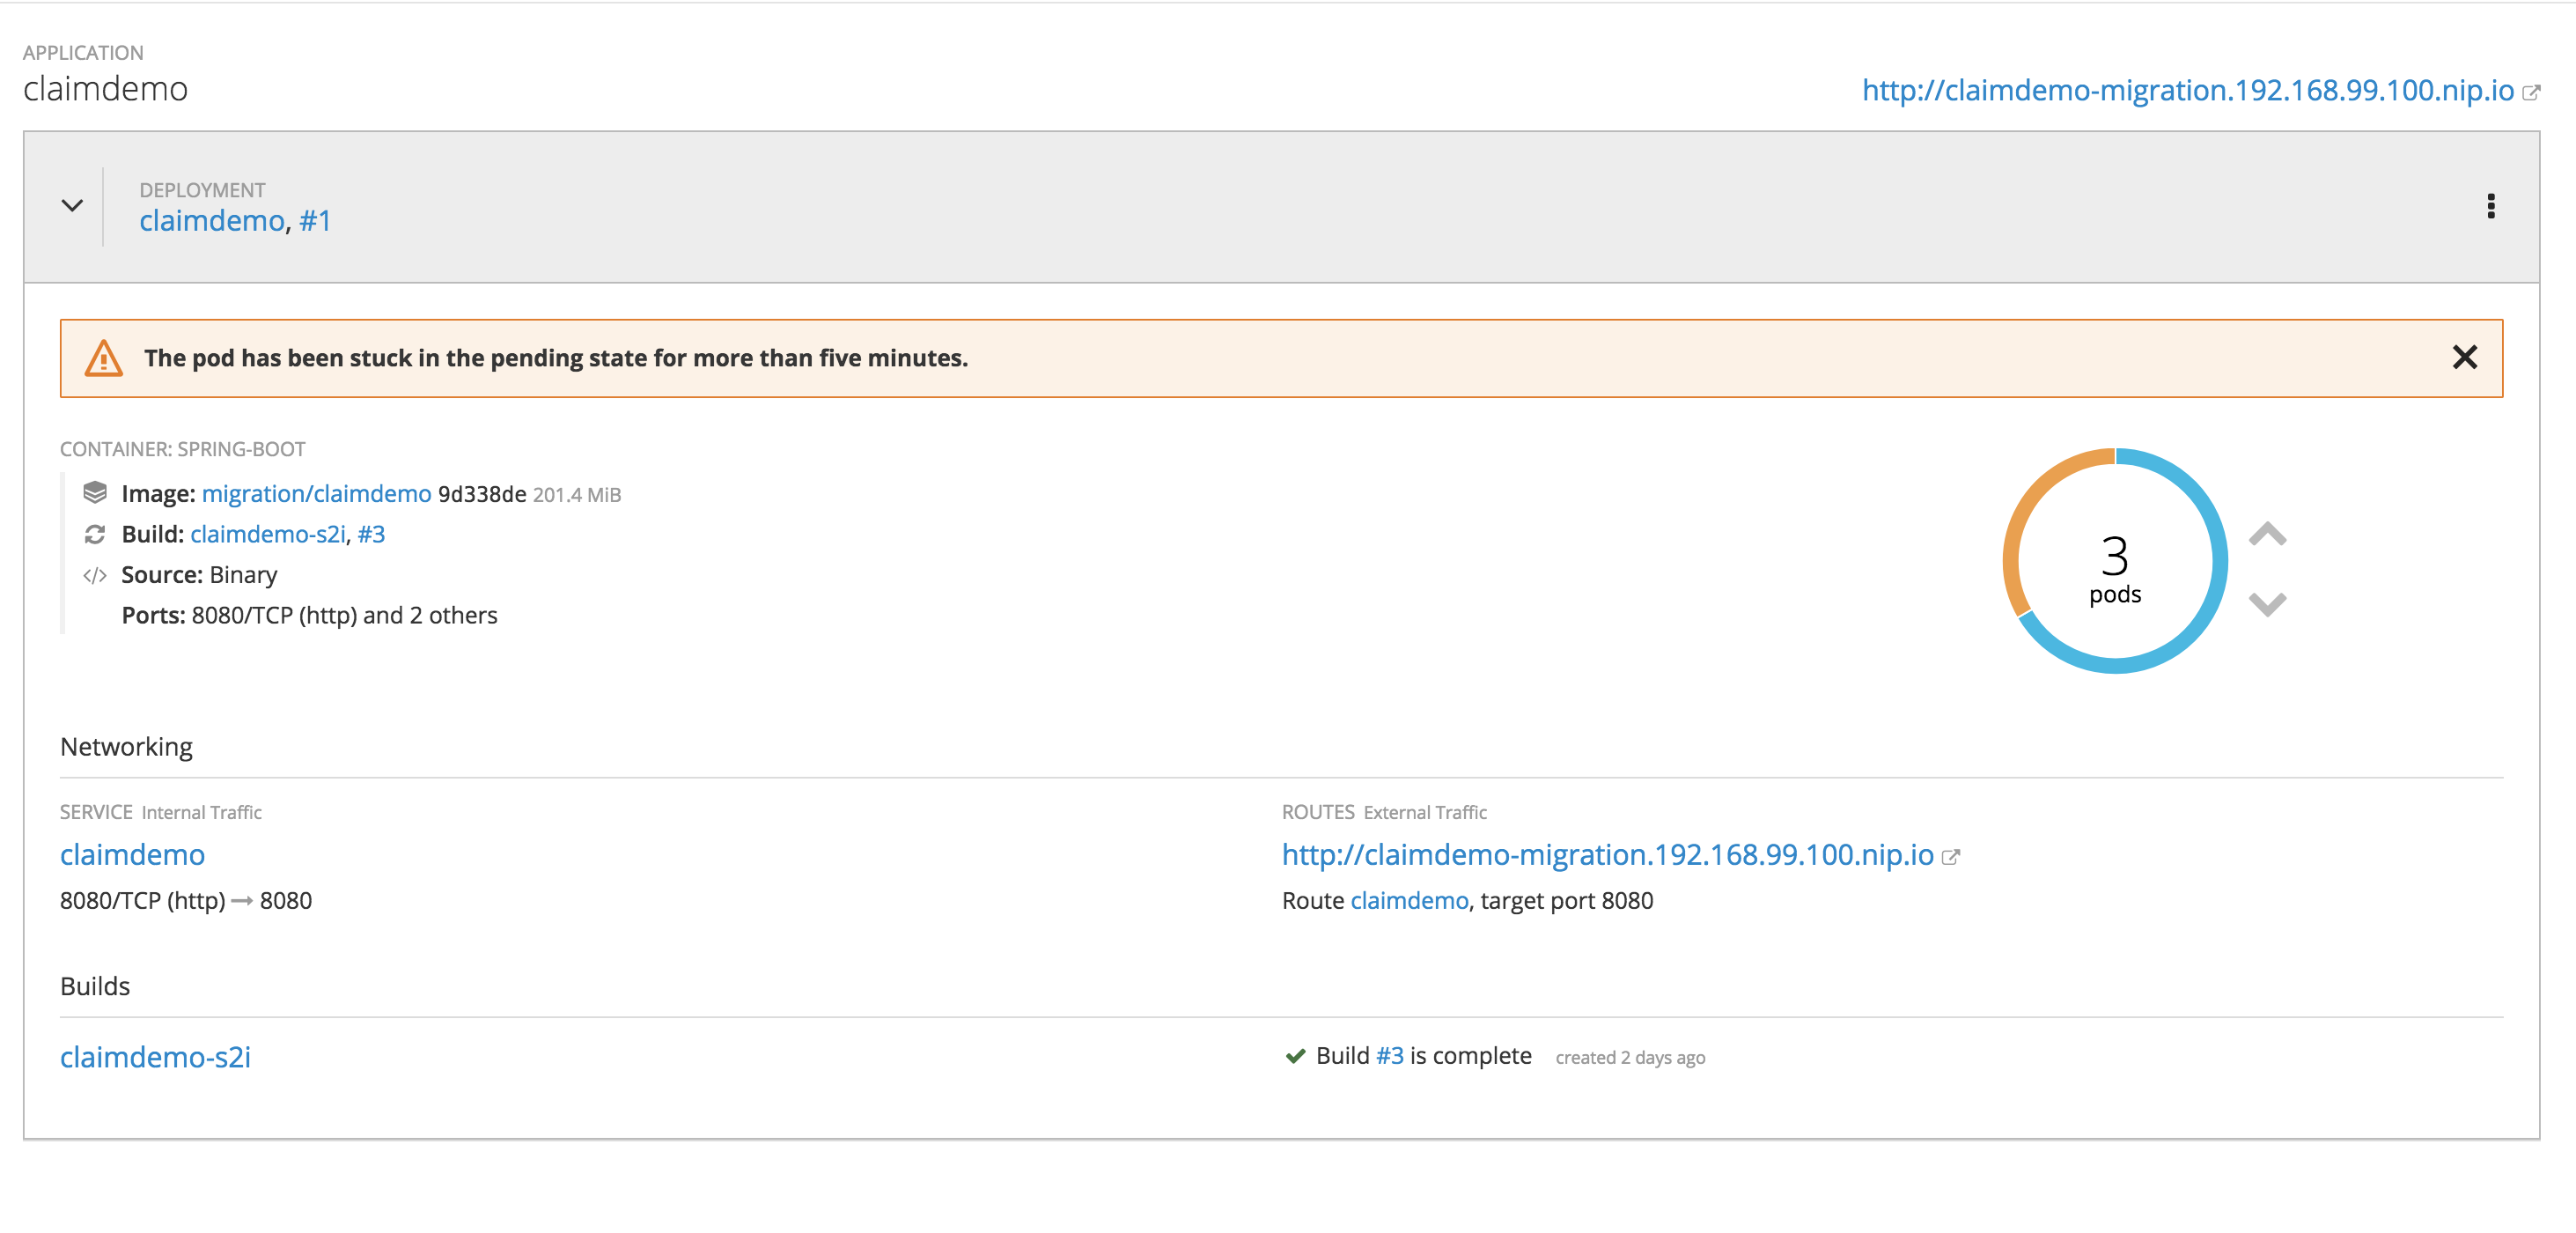 APPLICATION
claimdemo
http://claimdemo-migration.192.168.99.100.nip.io
DEPLOYMENT
claimdemo, #1
The pod has been stuck in the pending state for more than five minutes.
CONTAINER: SPRING-BOOT
Image: migration/claimdemo 9d338de 201.4 MiB
Build: claimdemo-s2i, #3
Source: Binary
Ports: 8080/TCP (http) and 2 others
3
pods
Networking
SERVICE Internal Traffic
claimdemo
8080/TCP (http) → 8080
ROUTES External Traffic
http://claimdemo-migration.192.168.99.100.nip.io
Route claimdemo, target port 8080
Builds
claimdemo-s2i
Build #3 is complete created 2 days ago